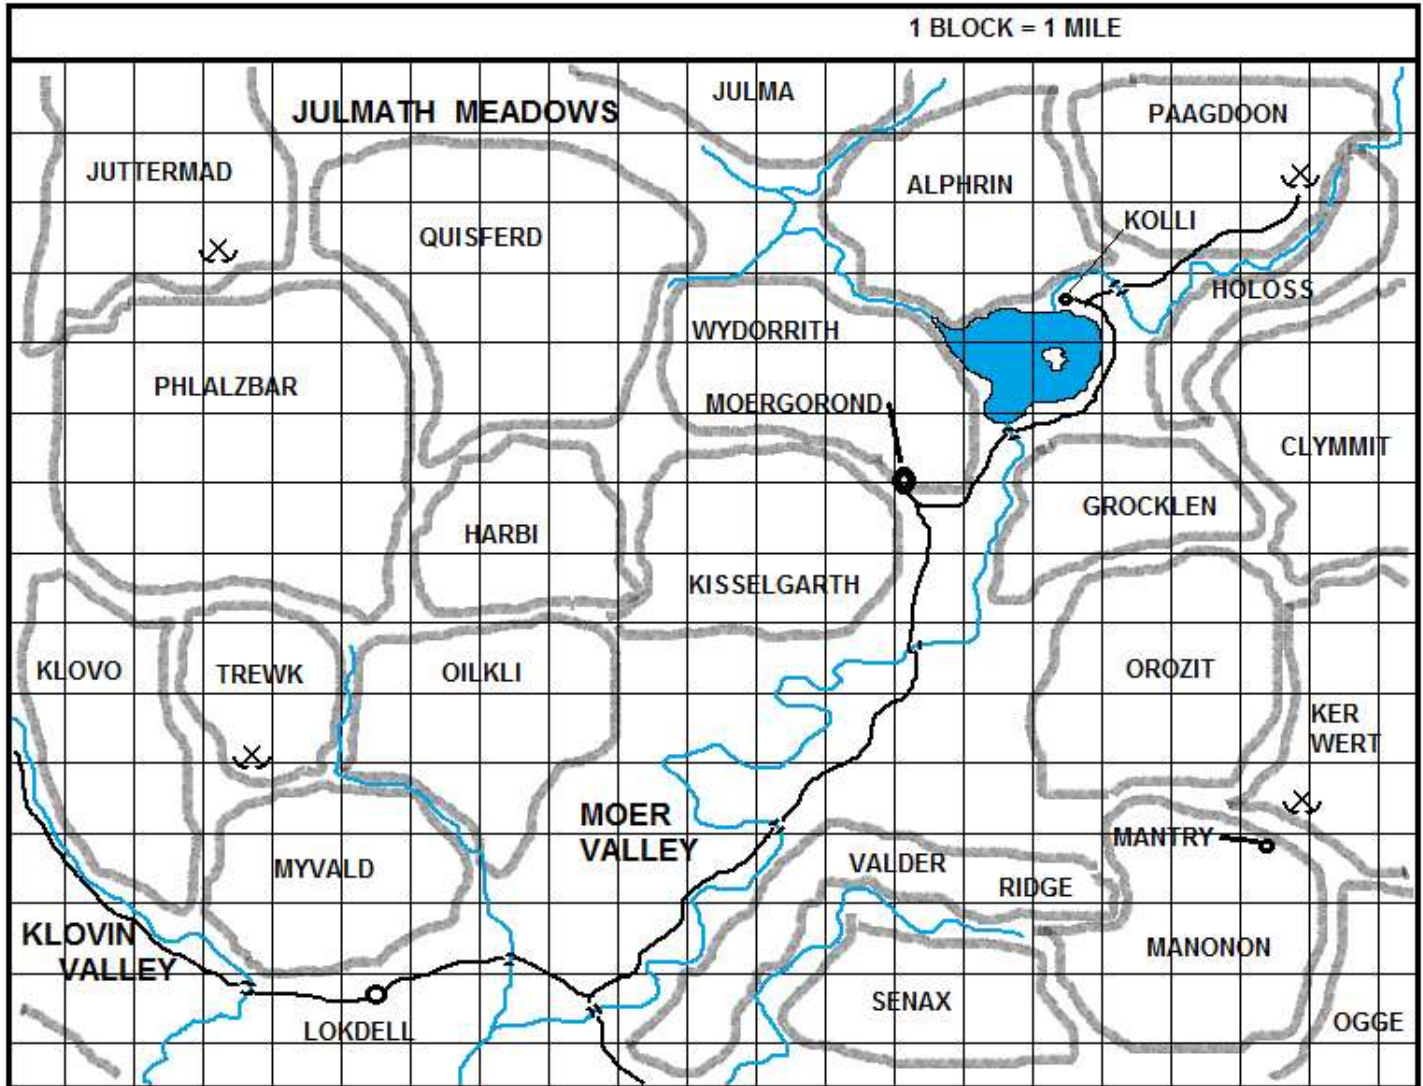 1 BLOCK = 1 MILE
JULMA
JULMATH MEADOWS
PAAGDOON
JUTTERMAD
ALPHRIN
KOLLI
QUISFERD
HOLOSS
WYDORRITH
PHLALZBAR
MOERGOROND
CLYMMIT
GROCKLEN
HARBI
KISSELGARTH
KLOVO
TREWK
OILKLI
OROZIT
KER
WERT
MOER
VALLEY
MANTRY
MYVALD
VALDER
RIDGE
KLOVIN
VALLEY
MANONON
SENAX
LOKDELL
OGGE